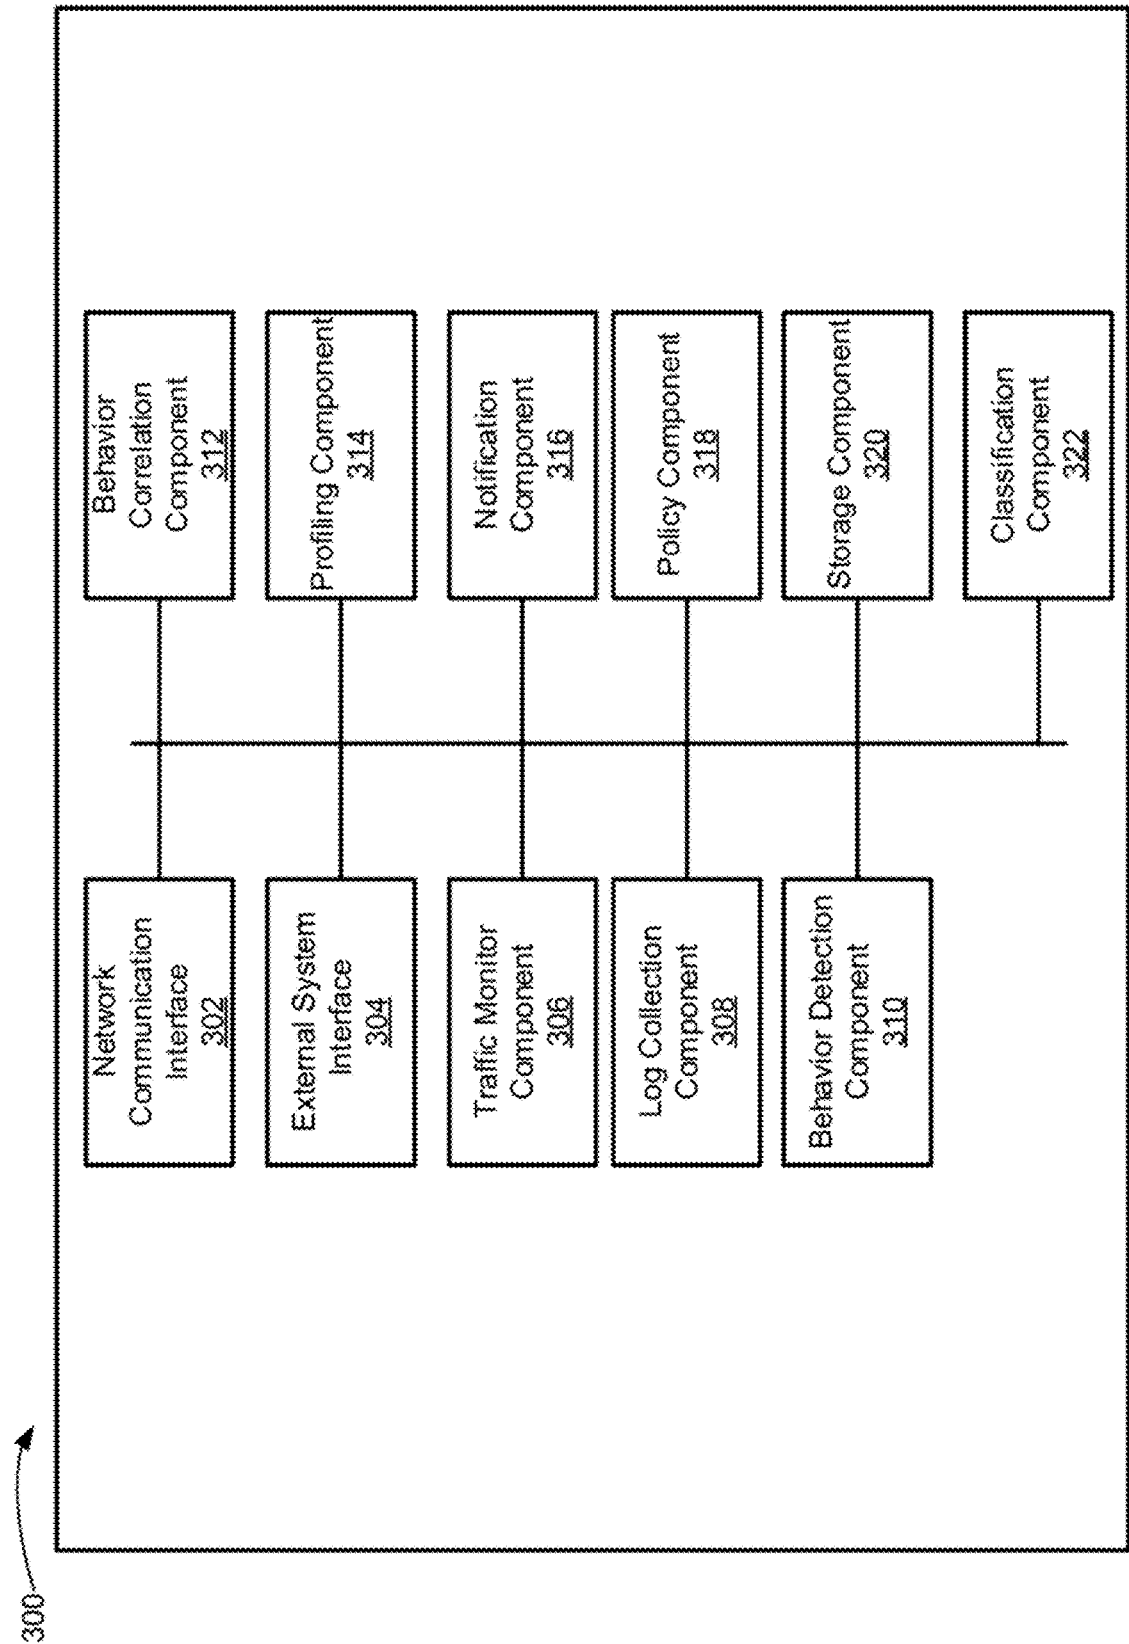 300
Network
Communication
Interface
302
External System
Interface
304
Traffic Monitor
Component
306
Log Collection
Component
308
Behavior Detection
Component
310
Behavior
Correlation
Component
312
Profiling Component
314
Notification
Component
316
Policy Component
318
Storage Component
320
Classification
Component
322